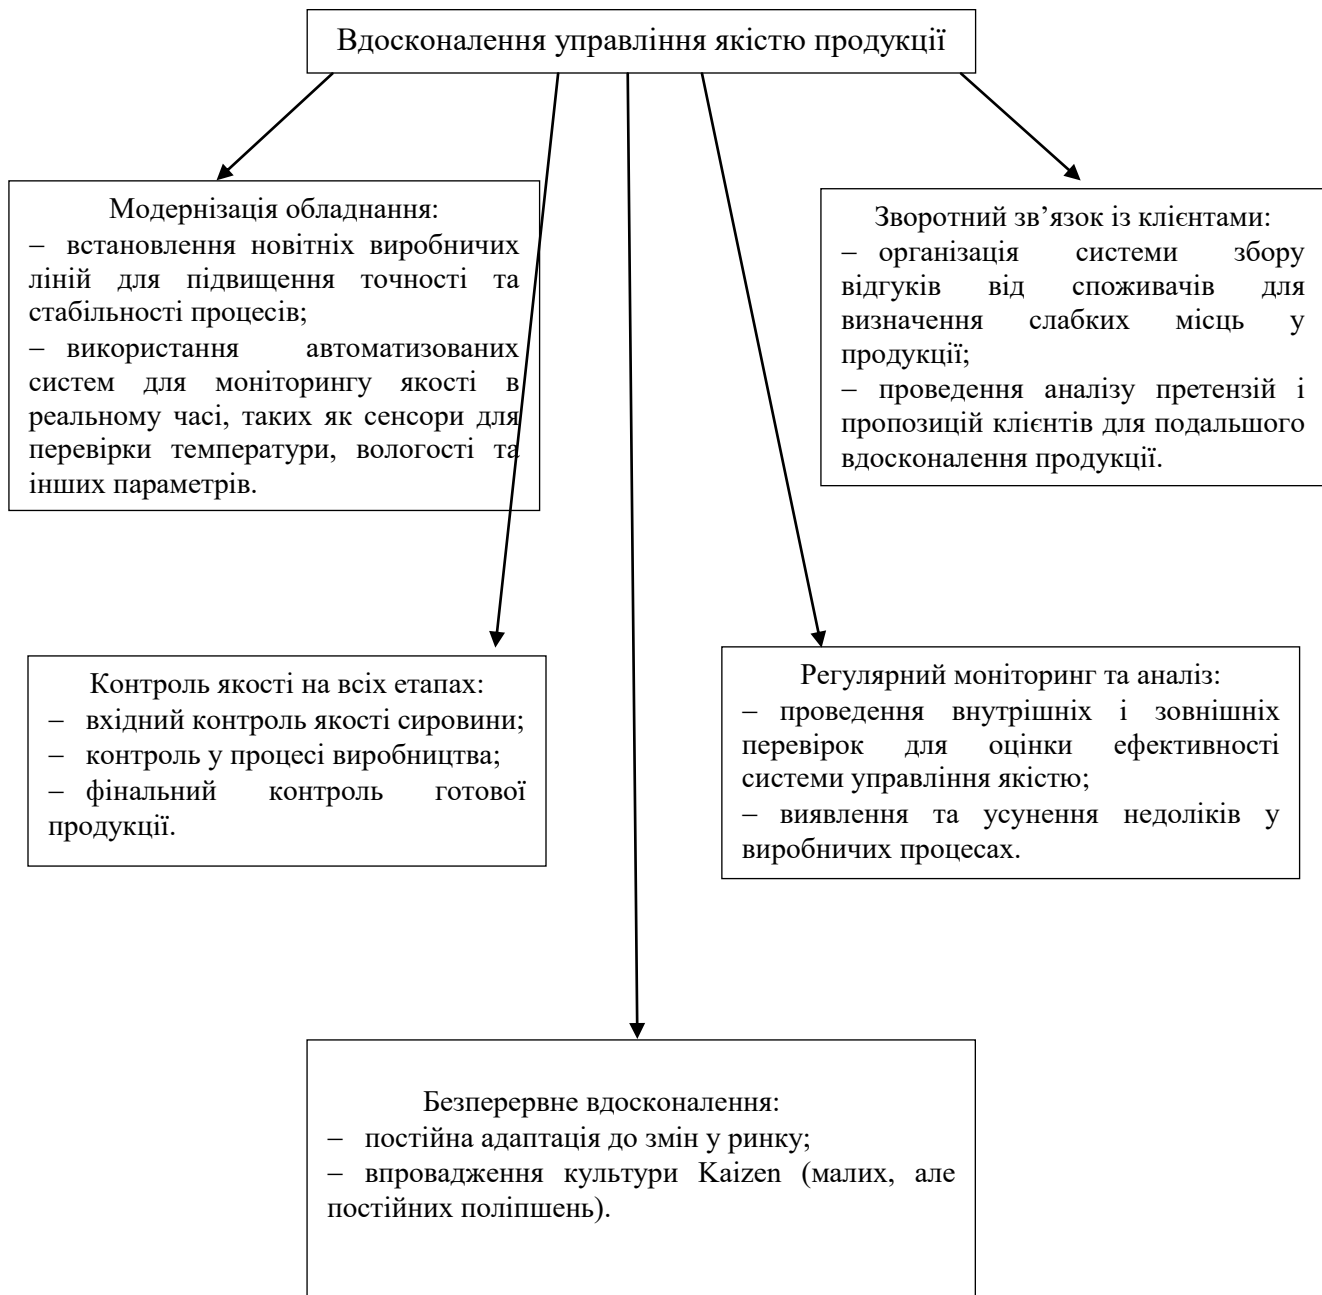 Вдосконалення управління якістю продукції
Модернізація обладнання:
– встановлення новітніх виробничих
ліній для підвищення точності та
стабільності процесів;
– використання автоматизованих
систем для моніторингу якості в
реальному часі, таких як сенсори для
перевірки температури, вологості та
інших параметрів.
Зворотний зв’язок із клієнтами:
– організація системи збору
відгуків від споживачів для
визначення слабких місць у
продукції;
– проведення аналізу претензій і
пропозицій клієнтів для подальшого
вдосконалення продукції.
Контроль якості на всіх етапах:
– вхідний контроль якості сировини;
– контроль у процесі виробництва;
– фінальний контроль готової
продукції.
Регулярний моніторинг та аналіз:
– проведення внутрішніх і зовнішніх
перевірок для оцінки ефективності
системи управління якістю;
– виявлення та усунення недоліків у
виробничих процесах.
Безперервне вдосконалення:
– постійна адаптація до змін у ринку;
– впровадження культури Kaizen (малих, але
постійних поліпшень).